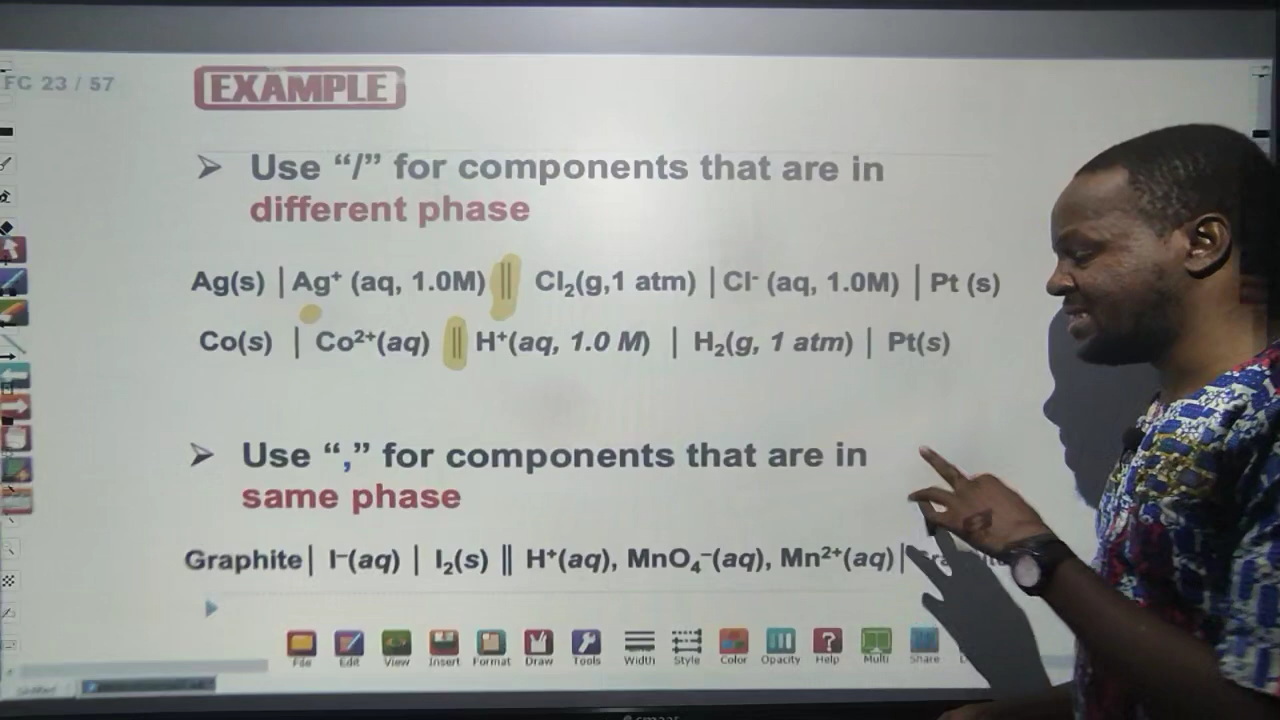 FC 23 / 57
EXAMPLE
➢ Use “/” for components that are in
different phase
Ag(s) | Ag⁺ (aq, 1.0M) || Cl₂(g,1 atm) | Cl⁻ (aq, 1.0M) | Pt (s)
Co(s) | Co²⁺(aq) || H⁺(aq, 1.0 M) | H₂(g, 1 atm) | Pt(s)
➢ Use “,” for components that are in
same phase
Graphite| I⁻(aq) | I₂(s) || H⁺(aq), MnO₄⁻(aq), Mn²⁺(aq)|
File Edit View Insert Format Draw Tools Width Style Color Opacity Help Multi Share